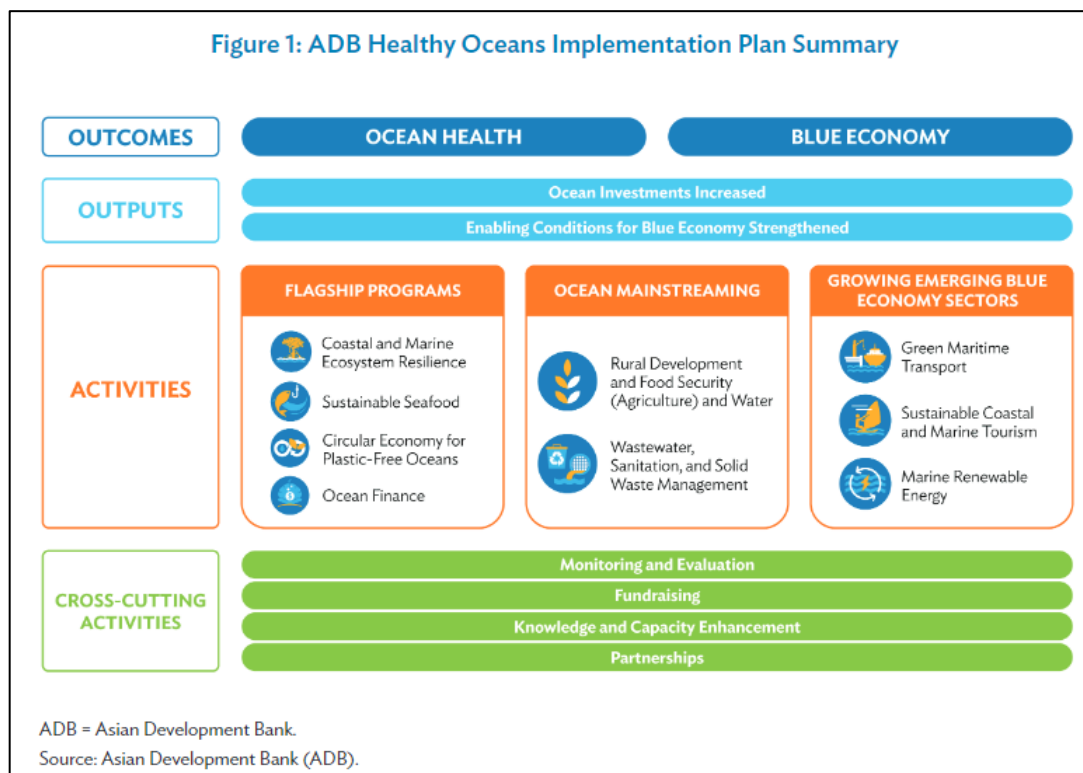 Figure 1: ADB Healthy Oceans Implementation Plan Summary
OUTCOMES
OCEAN HEALTH
BLUE ECONOMY
OUTPUTS
Ocean Investments Increased
Enabling Conditions for Blue Economy Strengthened
ACTIVITIES
FLAGSHIP PROGRAMS
Coastal and Marine
Ecosystem Resilience
Sustainable Seafood
Circular Economy for
Plastic-Free Oceans
Ocean Finance
OCEAN MAINSTREAMING
Rural Development
and Food Security
(Agriculture) and Water
Wastewater,
Sanitation, and Solid
Waste Management
GROWING EMERGING BLUE
ECONOMY SECTORS
Green Maritime
Transport
Sustainable Coastal
and Marine Tourism
Marine Renewable
Energy
CROSS-CUTTING
ACTIVITIES
Monitoring and Evaluation
Fundraising
Knowledge and Capacity Enhancement
Partnerships
ADB = Asian Development Bank.
Source: Asian Development Bank (ADB).